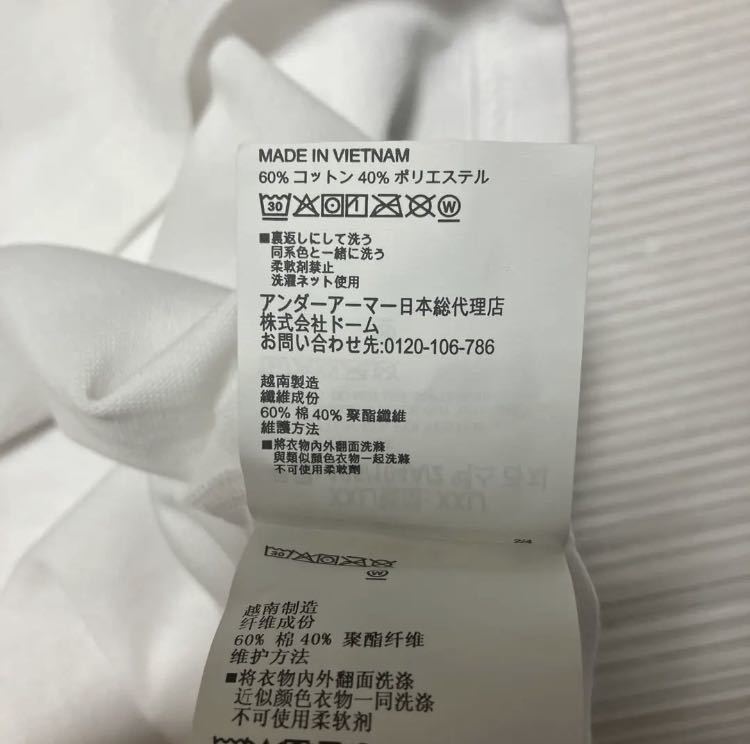 MADE IN VIETNAM
60% コットン 40% ポリエステル
30 W
■裏返しにして洗う
同系色と一緒に洗う
柔軟剤禁止
洗濯ネット使用
アンダーアーマー日本総代理店
株式会社ドーム
お問い合わせ先:0120-106-786
越南製造
纖維成份
60% 棉 40% 聚酯纖維
維護方法
■將衣物內外翻面洗滌
與類似顏色衣物一起洗滌
不可使用柔軟劑
2/4
30
W
越南制造
纤维成份
60% 棉 40% 聚酯纤维
维护方法
■将衣物内外翻面洗涤
近似颜色衣物一同洗涤
不可使用柔软剂